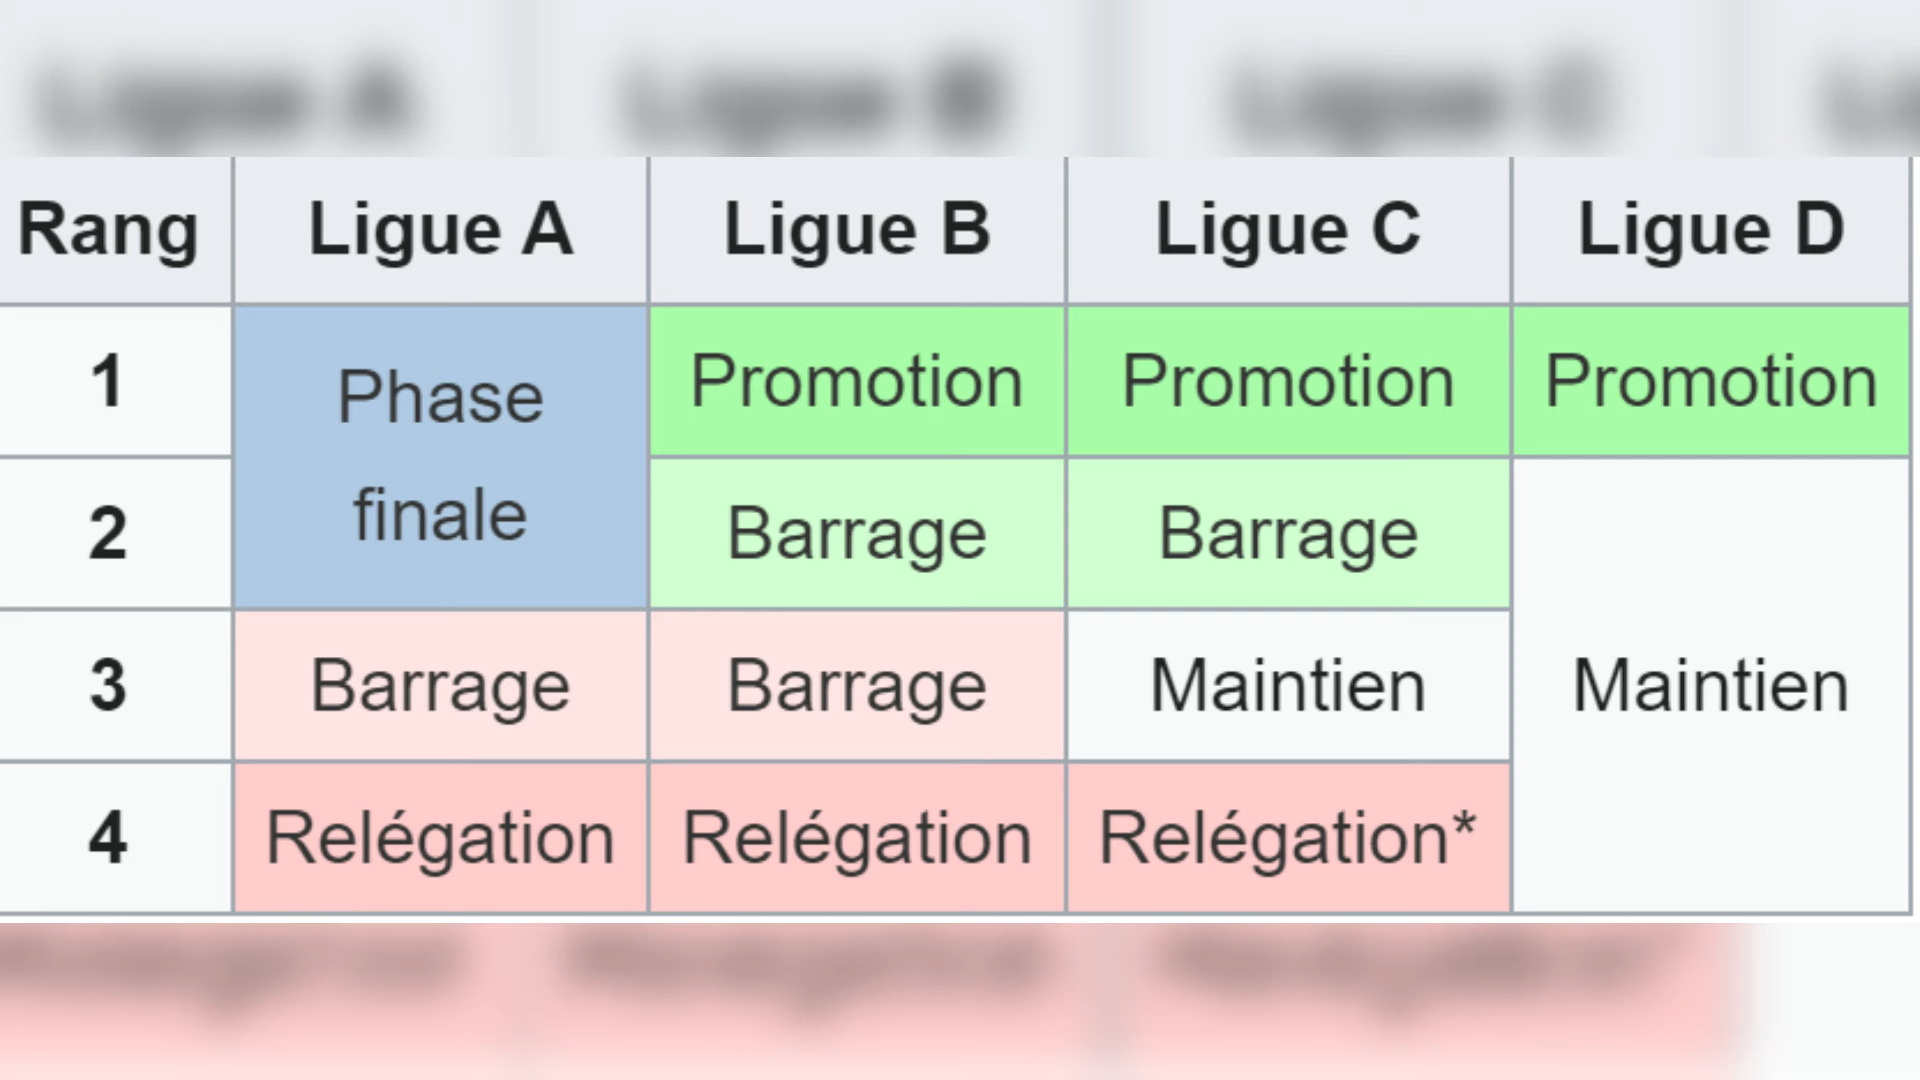 Rang Ligue A Ligue B Ligue C Ligue D
1 Phase finale Promotion Promotion Promotion
2 Barrage Barrage
3 Barrage Barrage Maintien Maintien
4 Relégation Relégation Relégation*